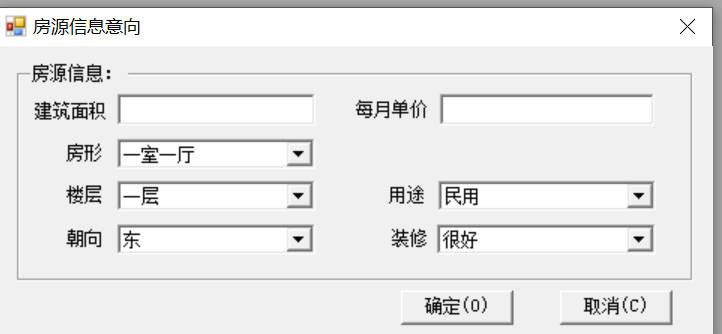 房源信息意向
房源信息：
建筑面积 每月单价
房形 一室一厅
楼层 一层 用途 民用
朝向 东 装修 很好
确定(O) 取消(C)